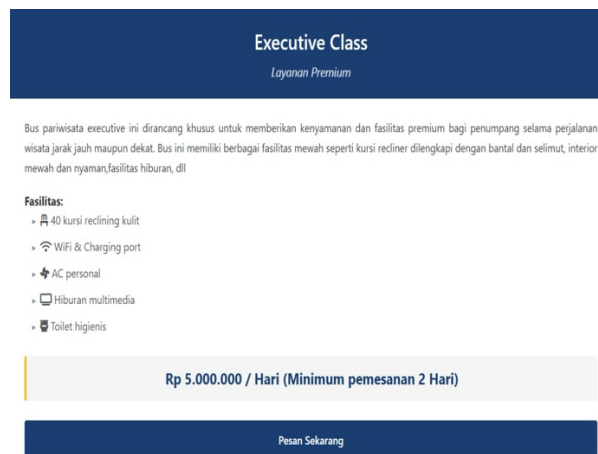 Executive Class
Layanan Premium
Bus pariwisata executive ini dirancang khusus untuk memberikan kenyamanan dan fasilitas premium bagi penumpang selama perjalanan
wisata jarak jauh maupun dekat. Bus ini memiliki berbagai fasilitas mewah seperti kursi recliner dilengkapi dengan bantal dan selimut, interior
mewah dan nyaman,fasilitas hiburan, dll
Fasilitas:
» 40 kursi reclining kulit
» WiFi & Charging port
» AC personal
» Hiburan multimedia
» Toilet higienis
Rp 5.000.000 / Hari (Minimum pemesanan 2 Hari)
Pesan Sekarang